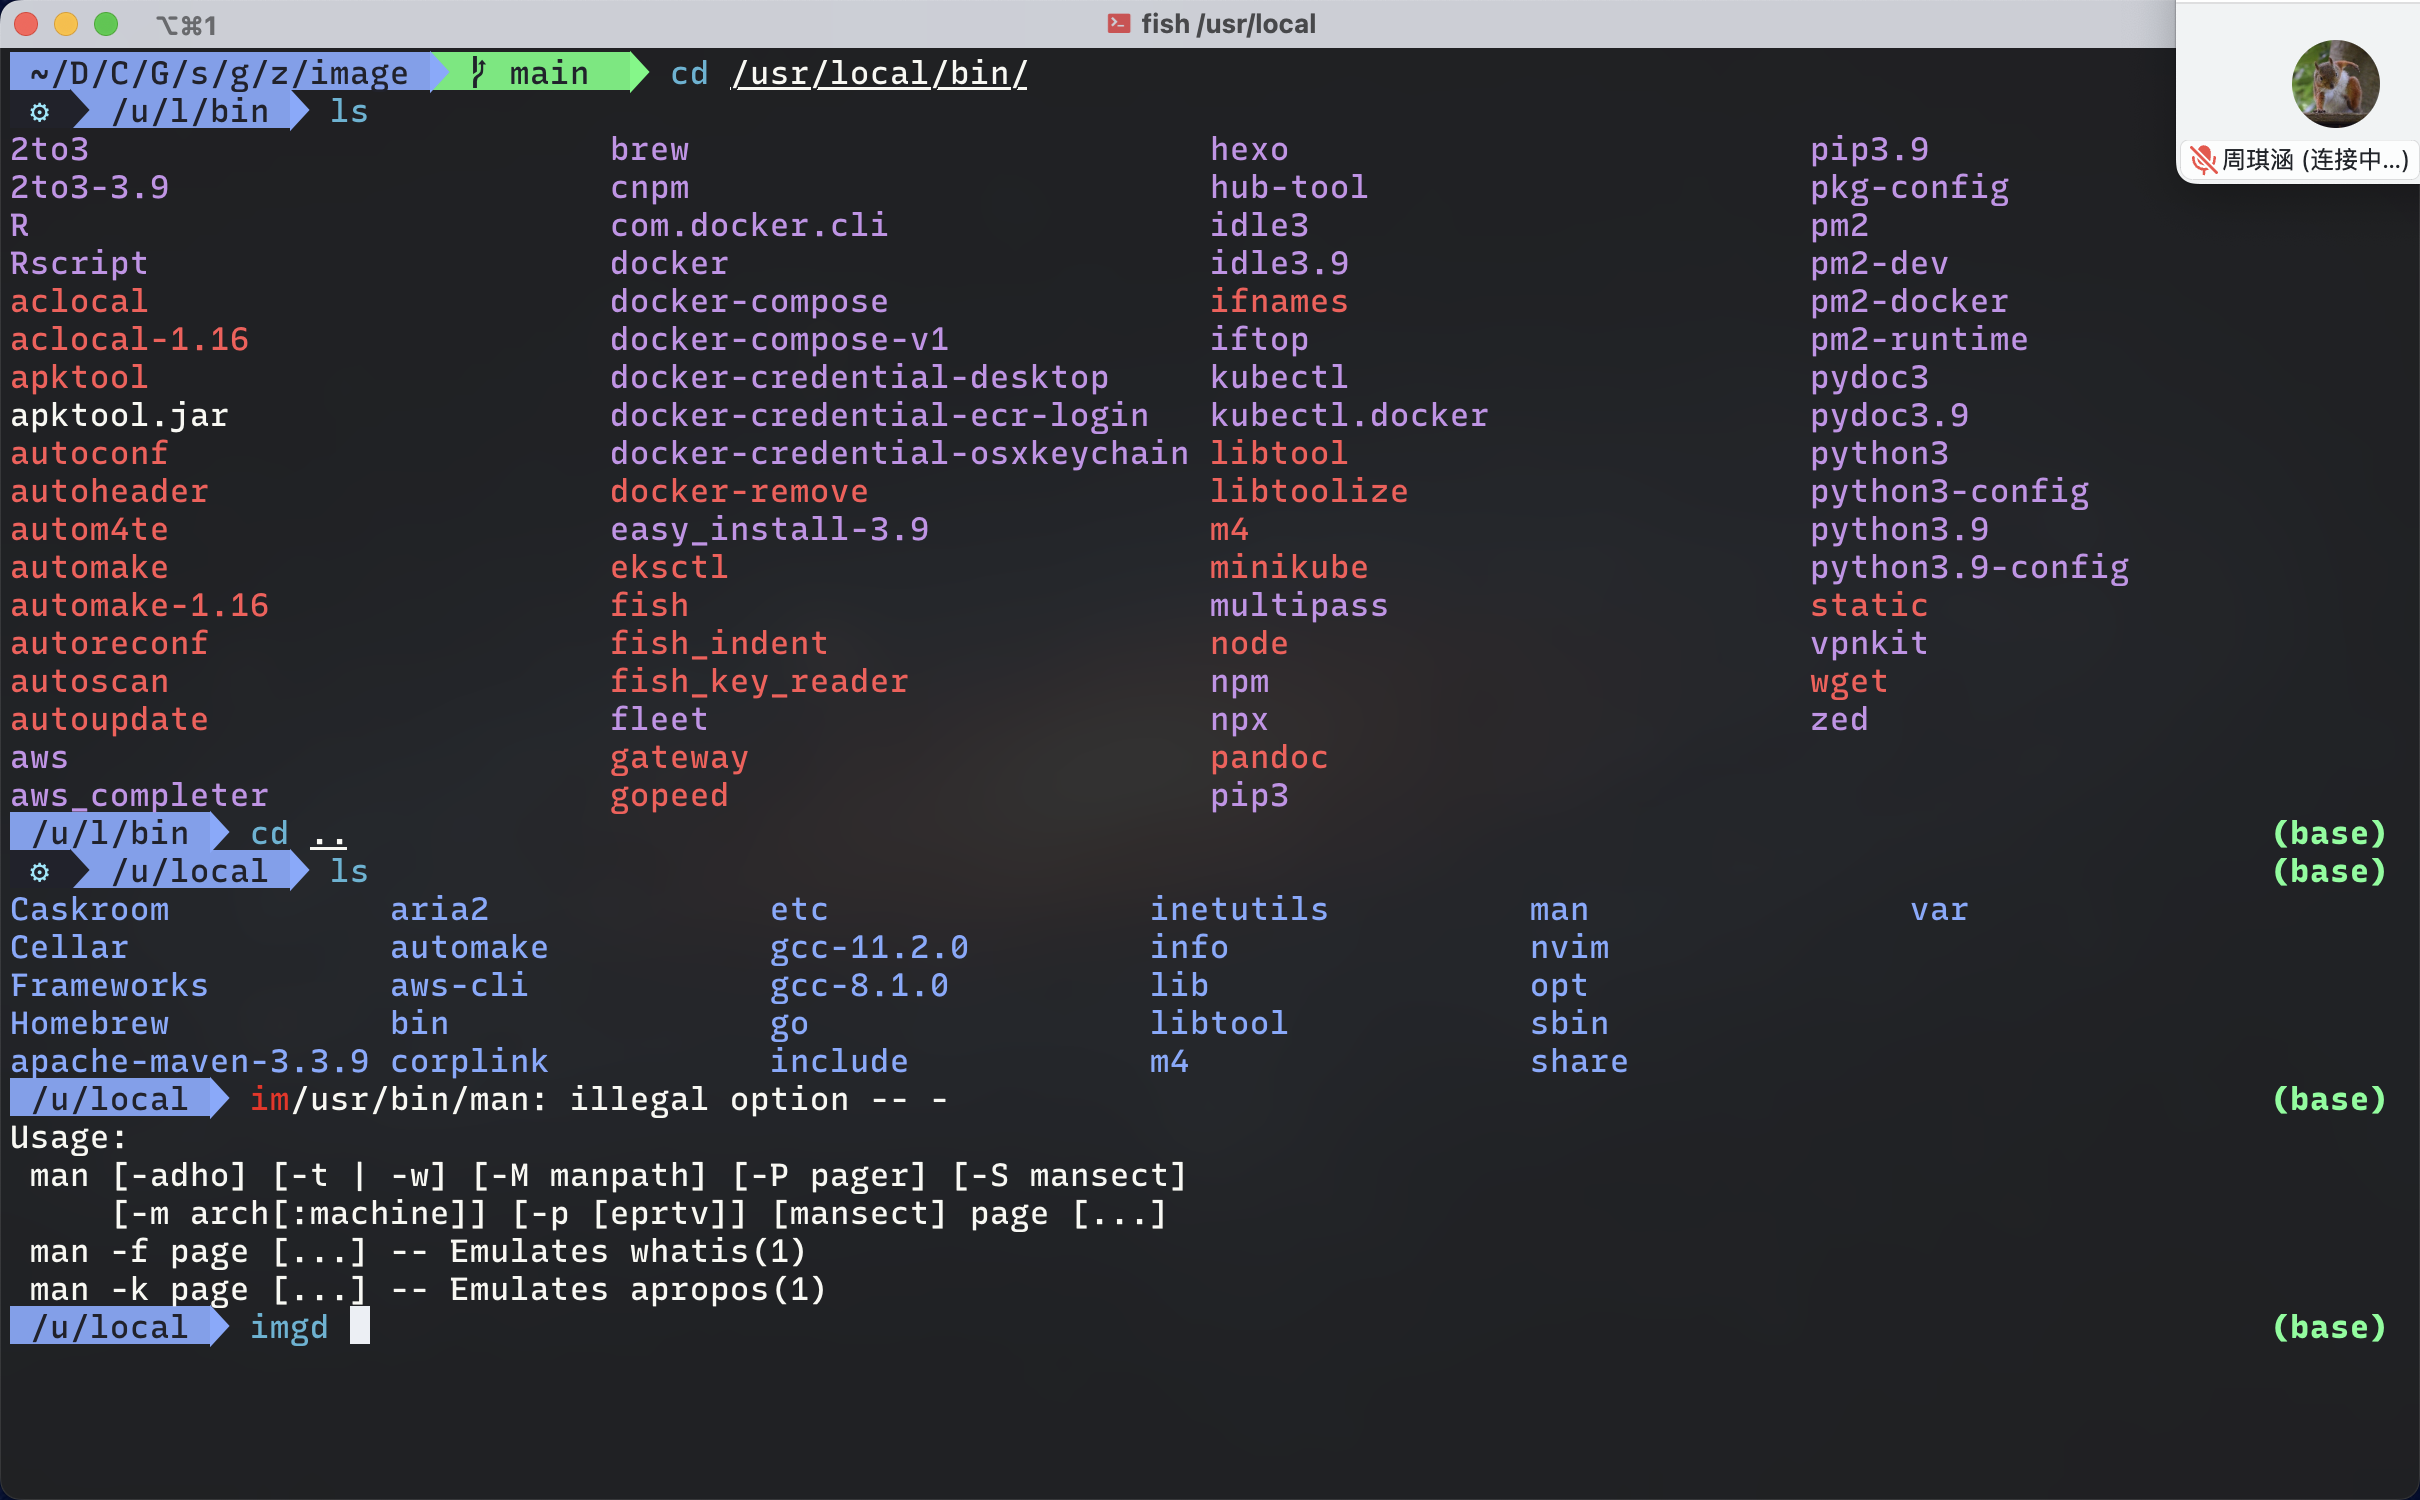 ⌥⌘1 fish /usr/local
周琪涵 (连接中...)
~/D/C/G/s/g/z/image main cd /usr/local/bin/
⚙ /u/l/bin ls
2to3 brew hexo pip3.9
2to3-3.9 cnpm hub-tool pkg-config
R com.docker.cli idle3 pm2
Rscript docker idle3.9 pm2-dev
aclocal docker-compose ifnames pm2-docker
aclocal-1.16 docker-compose-v1 iftop pm2-runtime
apktool docker-credential-desktop kubectl pydoc3
apktool.jar docker-credential-ecr-login kubectl.docker pydoc3.9
autoconf docker-credential-osxkeychain libtool python3
autoheader docker-remove libtoolize python3-config
autom4te easy_install-3.9 m4 python3.9
automake eksctl minikube python3.9-config
automake-1.16 fish multipass static
autoreconf fish_indent node vpnkit
autoscan fish_key_reader npm wget
autoupdate fleet npx zed
aws gateway pandoc
aws_completer gopeed pip3
/u/l/bin cd .. (base)
⚙ /u/local ls (base)
Caskroom aria2 etc inetutils man var
Cellar automake gcc-11.2.0 info nvim
Frameworks aws-cli gcc-8.1.0 lib opt
Homebrew bin go libtool sbin
apache-maven-3.3.9 corplink include m4 share
/u/local im/usr/bin/man: illegal option -- - (base)
Usage:
man [-adho] [-t | -w] [-M manpath] [-P pager] [-S mansect]
[-m arch[:machine]] [-p [eprtv]] [mansect] page [...]
man -f page [...] -- Emulates whatis(1)
man -k page [...] -- Emulates apropos(1)
/u/local imgd (base)